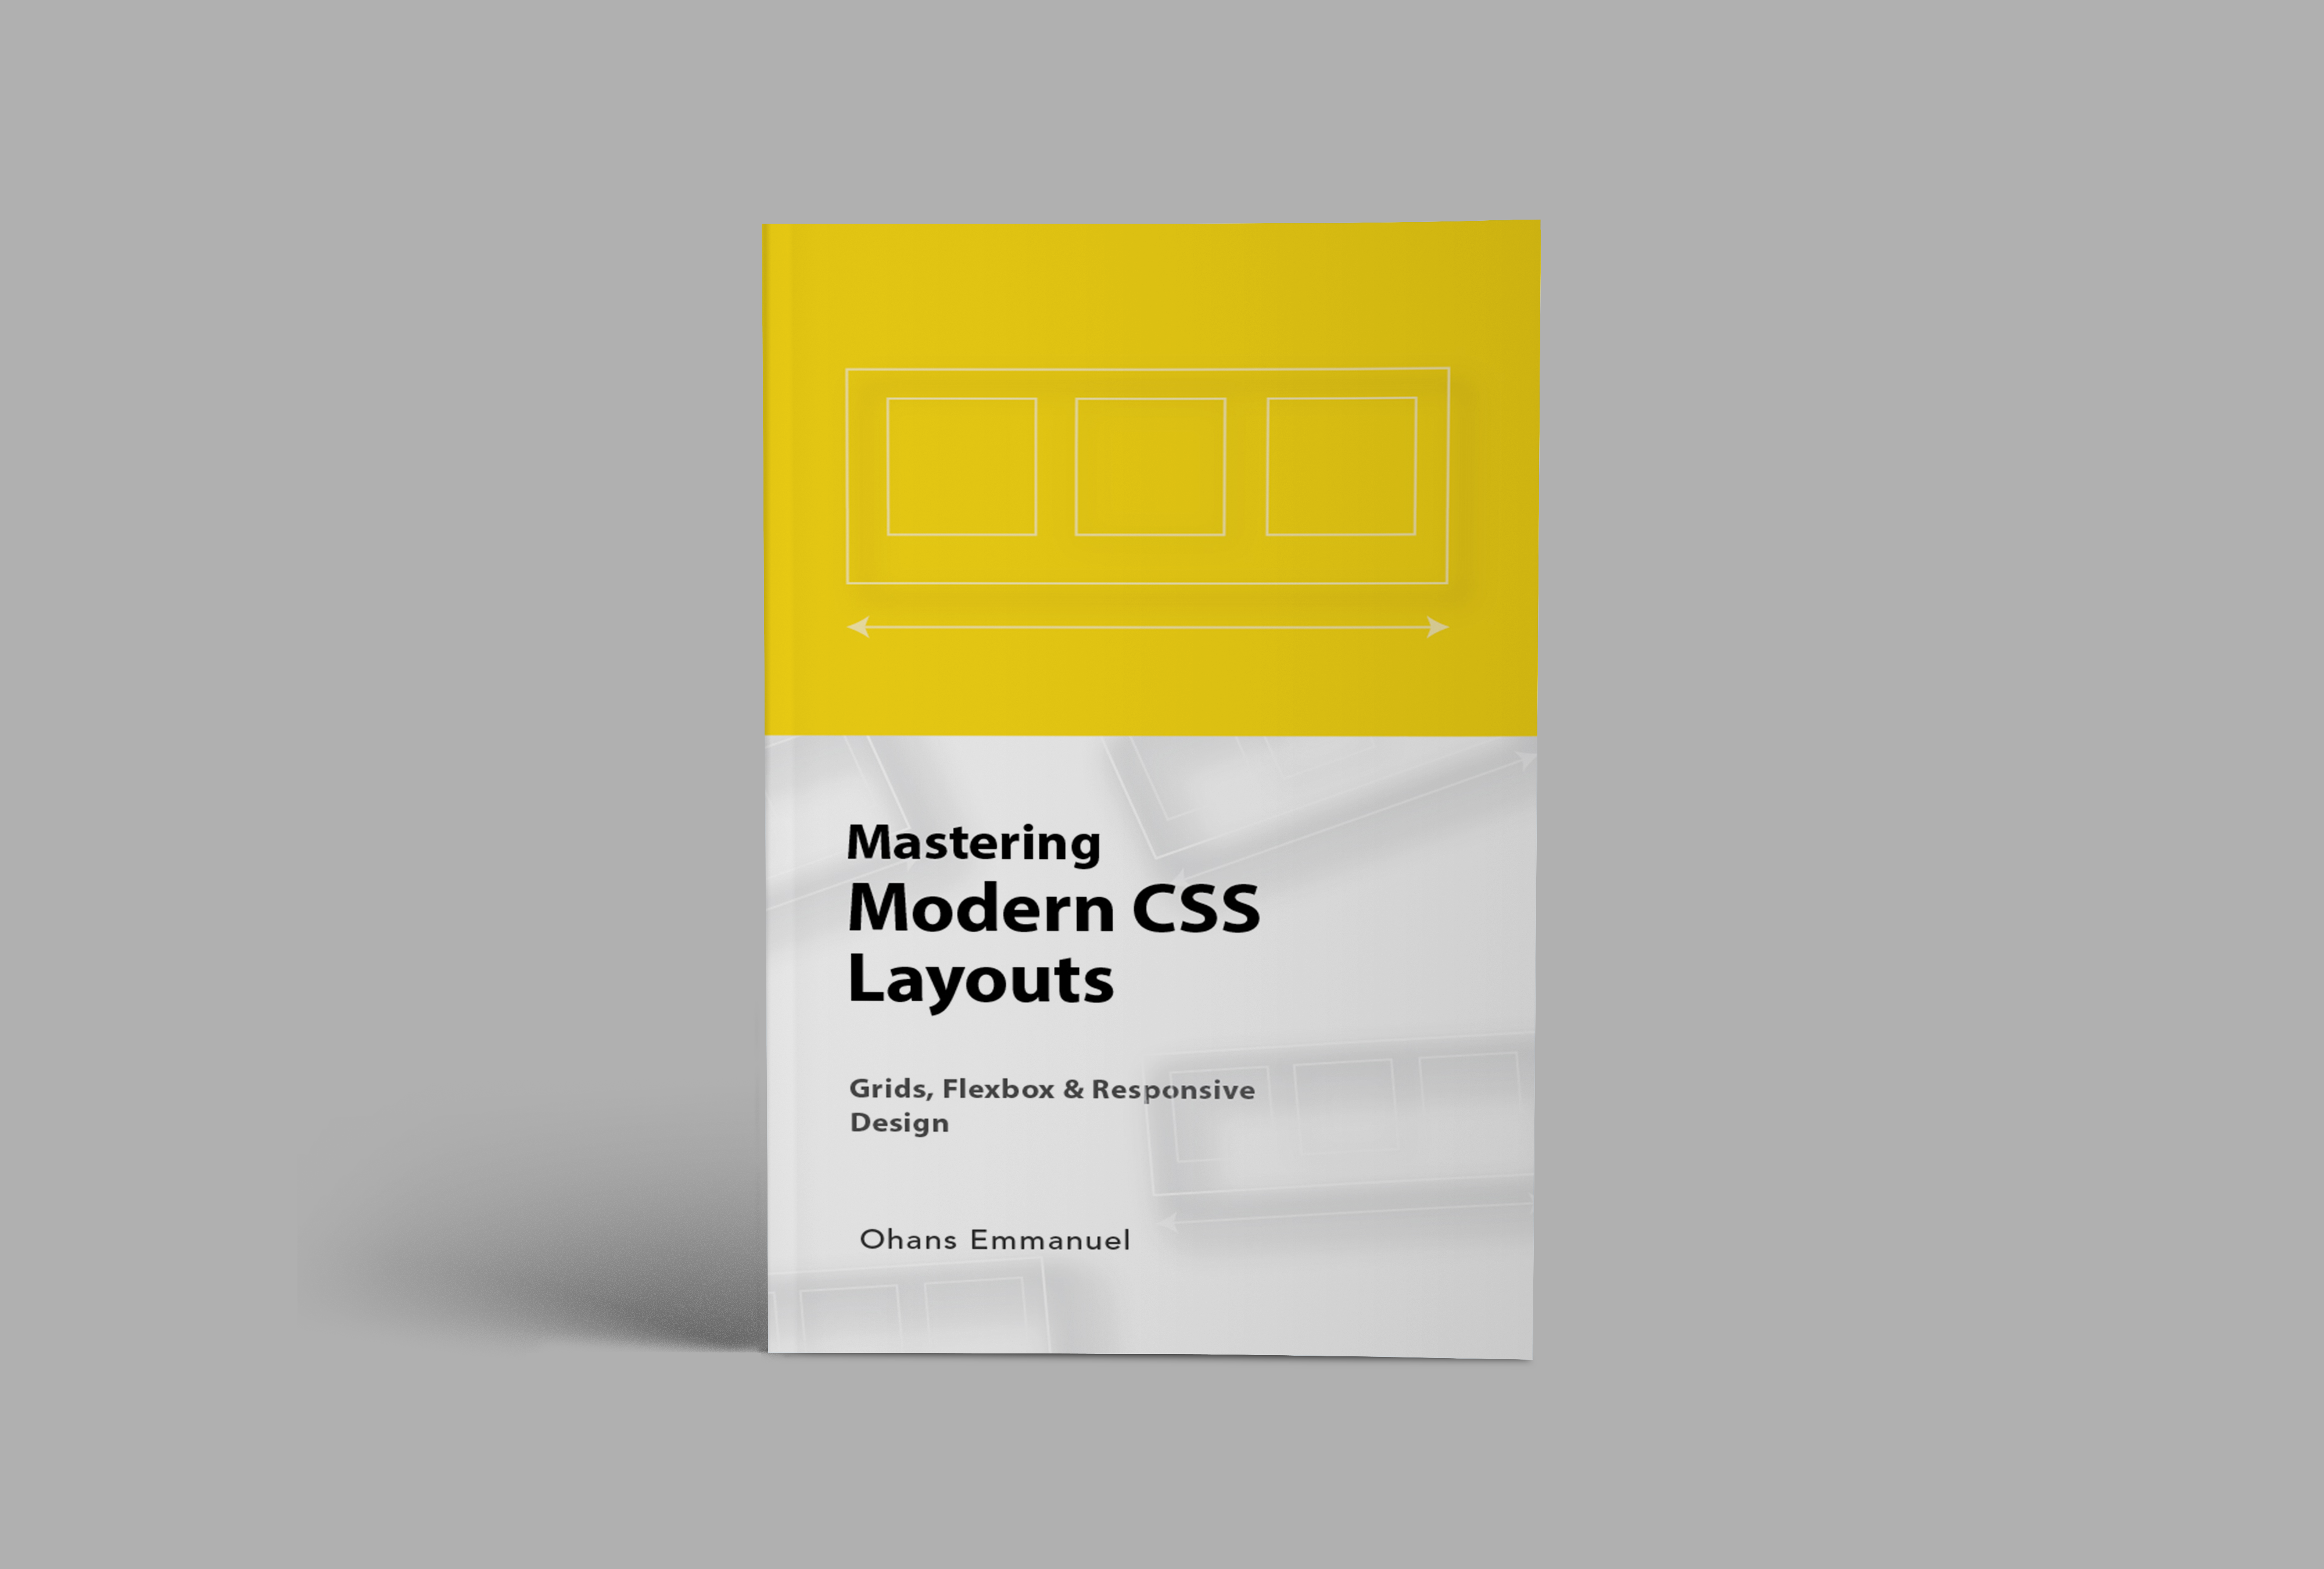 Mastering
Modern CSS
Layouts
Grids, Flexbox & Responsive
Design
Ohans Emmanuel